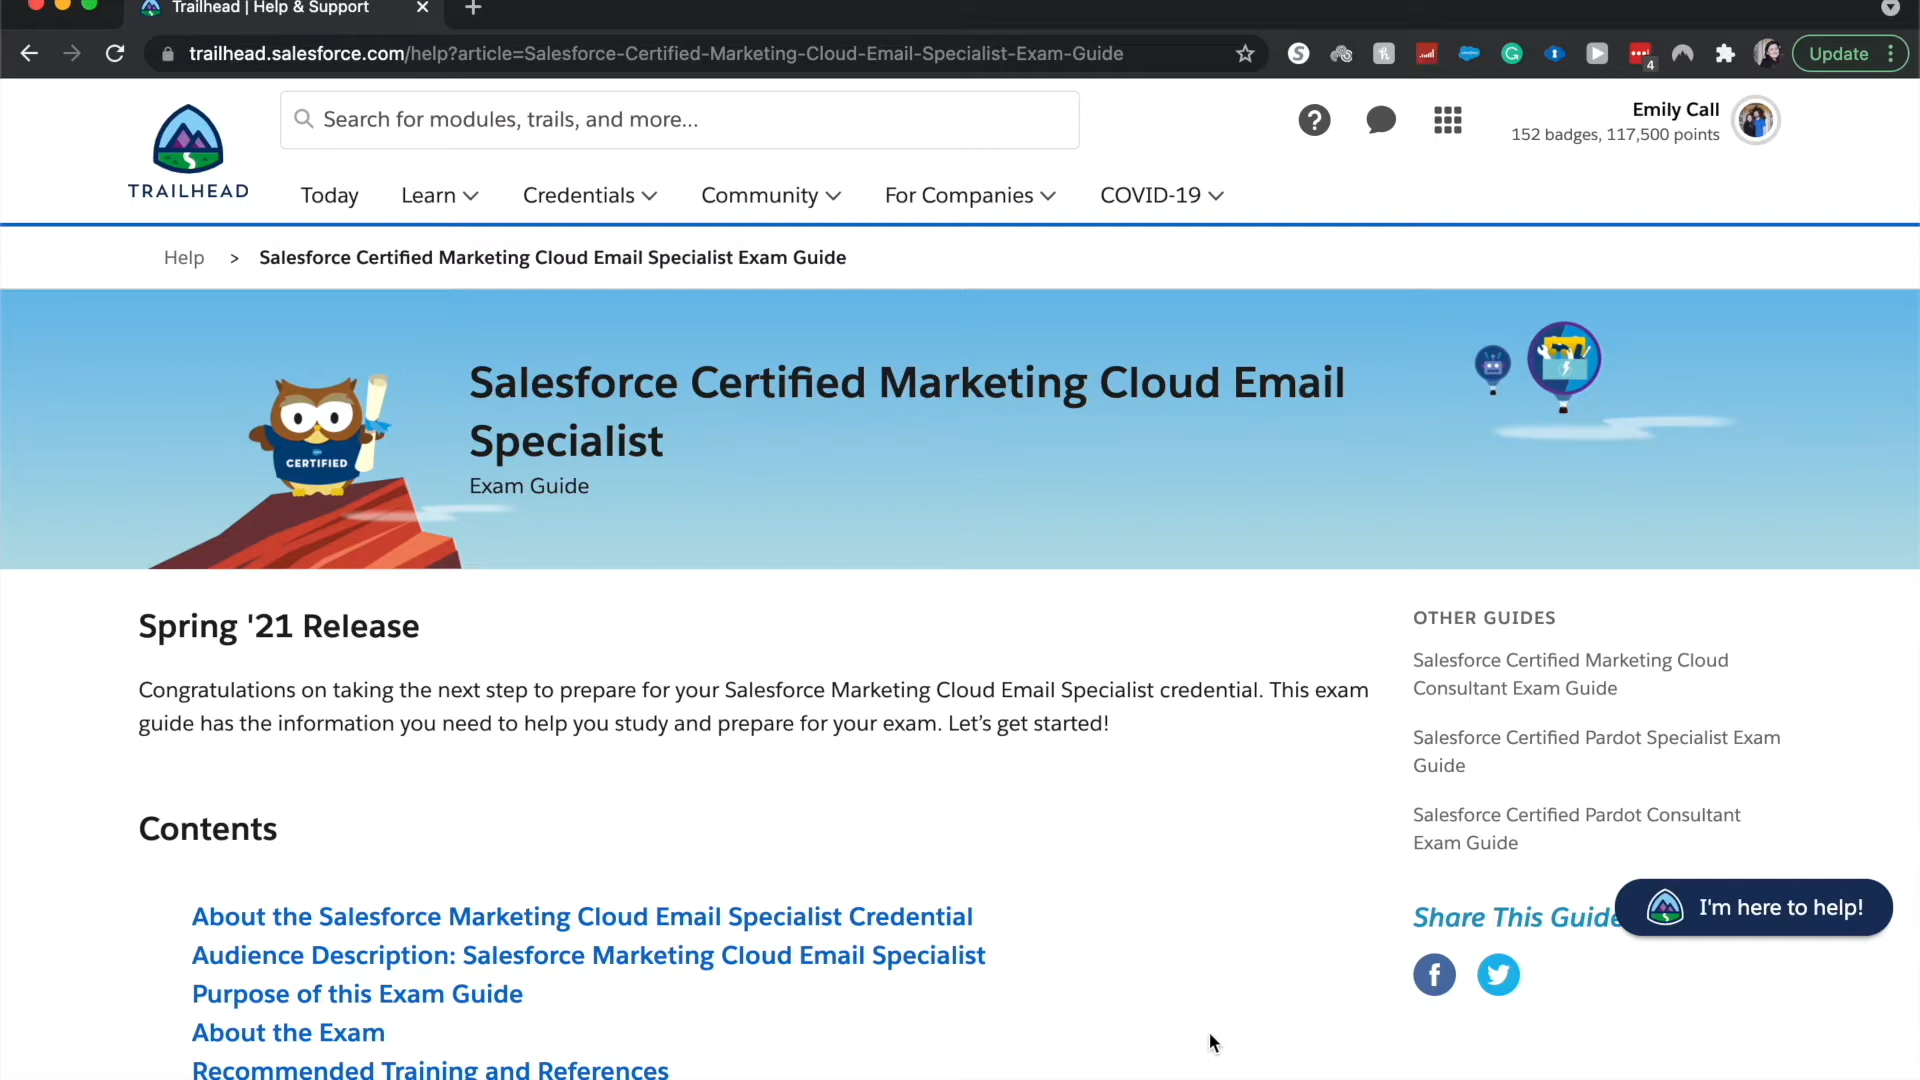 Trailhead | Help & Support
trailhead.salesforce.com/help?article=Salesforce-Certified-Marketing-Cloud-Email-Specialist-Exam-Guide
4
Update
Search for modules, trails, and more...
Emily Call
152 badges, 117,500 points
TRAILHEAD
Today
Learn
Credentials
Community
For Companies
COVID-19
Help > Salesforce Certified Marketing Cloud Email Specialist Exam Guide
Salesforce Certified Marketing Cloud Email
Specialist
Exam Guide
CERTIFIED
Spring '21 Release
Congratulations on taking the next step to prepare for your Salesforce Marketing Cloud Email Specialist credential. This exam
guide has the information you need to help you study and prepare for your exam. Let’s get started!
Contents
About the Salesforce Marketing Cloud Email Specialist Credential
Audience Description: Salesforce Marketing Cloud Email Specialist
Purpose of this Exam Guide
About the Exam
Recommended Training and References
OTHER GUIDES
Salesforce Certified Marketing Cloud
Consultant Exam Guide
Salesforce Certified Pardot Specialist Exam
Guide
Salesforce Certified Pardot Consultant
Exam Guide
Share This Guide
I'm here to help!